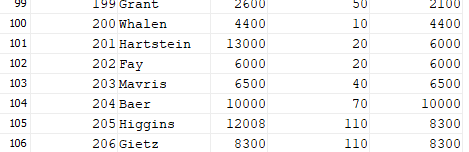 99 199 Grant 2600 50 2100
100 200 Whalen 4400 10 4400
101 201 Hartstein 13000 20 6000
102 202 Fay 6000 20 6000
103 203 Mavris 6500 40 6500
104 204 Baer 10000 70 10000
105 205 Higgins 12008 110 8300
106 206 Gietz 8300 110 8300